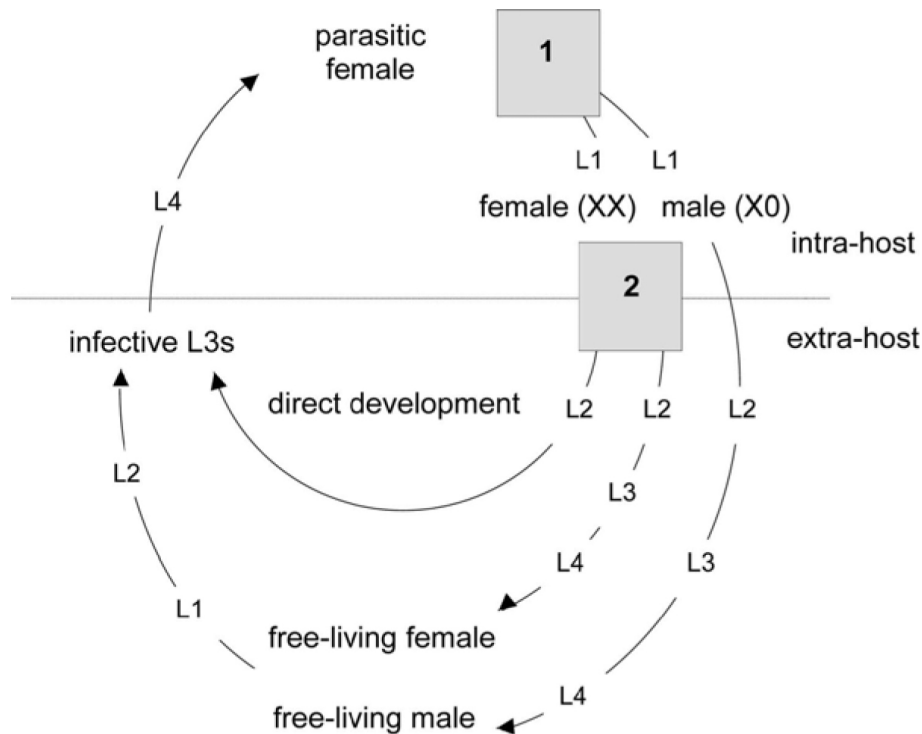 parasitic
female
1
L1 L1
L4
female (XX) male (X0)
intra-host
2
infective L3s
extra-host
direct development
L2 L2 L2
L2
L3
L4
L3
L1
free-living female
L4
free-living male